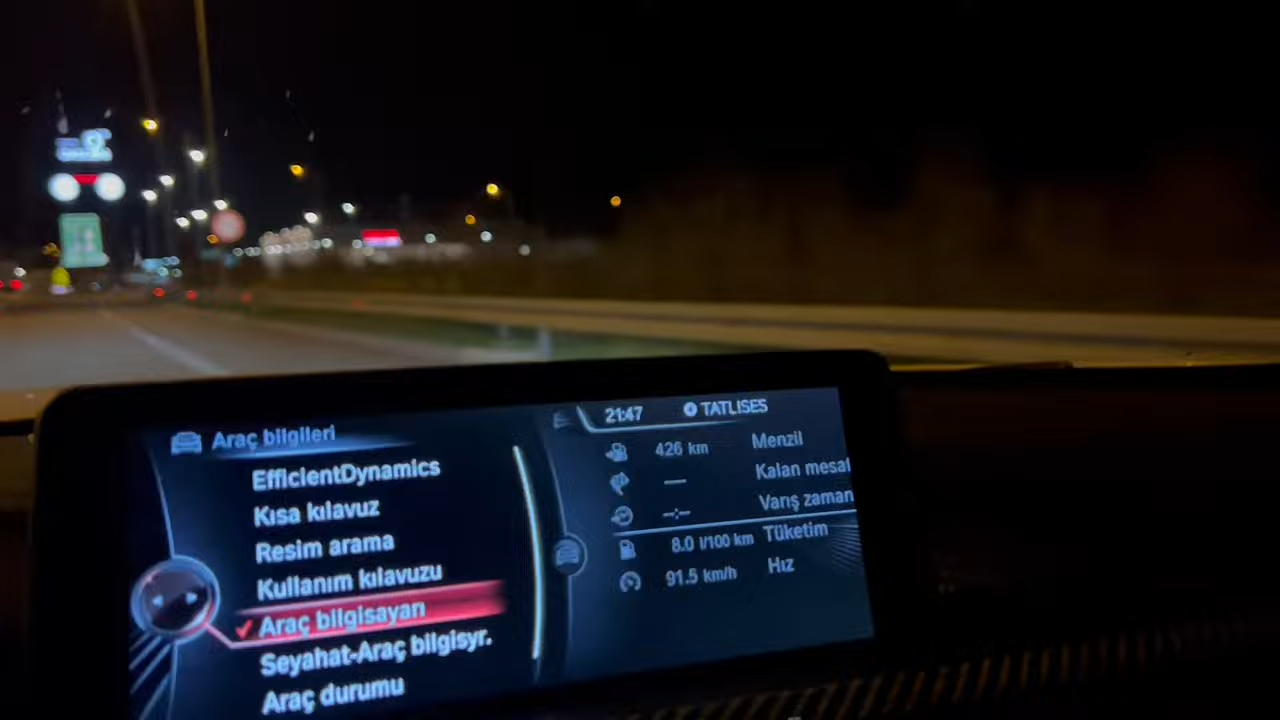 Araç bilgileri
EfficientDynamics
Kısa kılavuz
Resim arama
Kullanım kılavuzu
Araç bilgisayarı
Seyahat-Araç bilgisyr.
Araç durumu
21:47 TATLISES
426 km Menzil
--- Kalan mesaf
--:-- Varış zaman
8.0 l/100 km Tüketim
91.5 km/h Hız